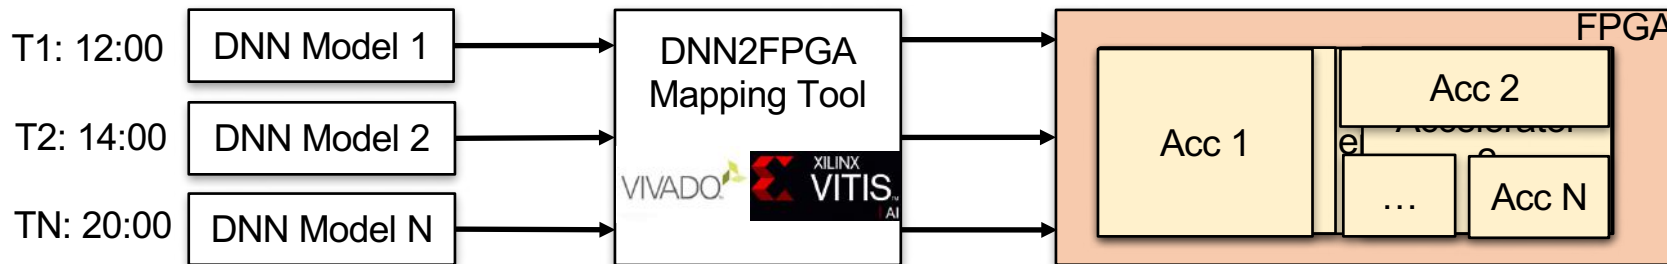 T1: 12:00
DNN Model 1
T2: 14:00
DNN Model 2
TN: 20:00
DNN Model N
DNN2FPGA
Mapping Tool
VIVADO
XILINX
VITIS
AI
FPGA
Acc 1
Acc 2
el
…
Acc N